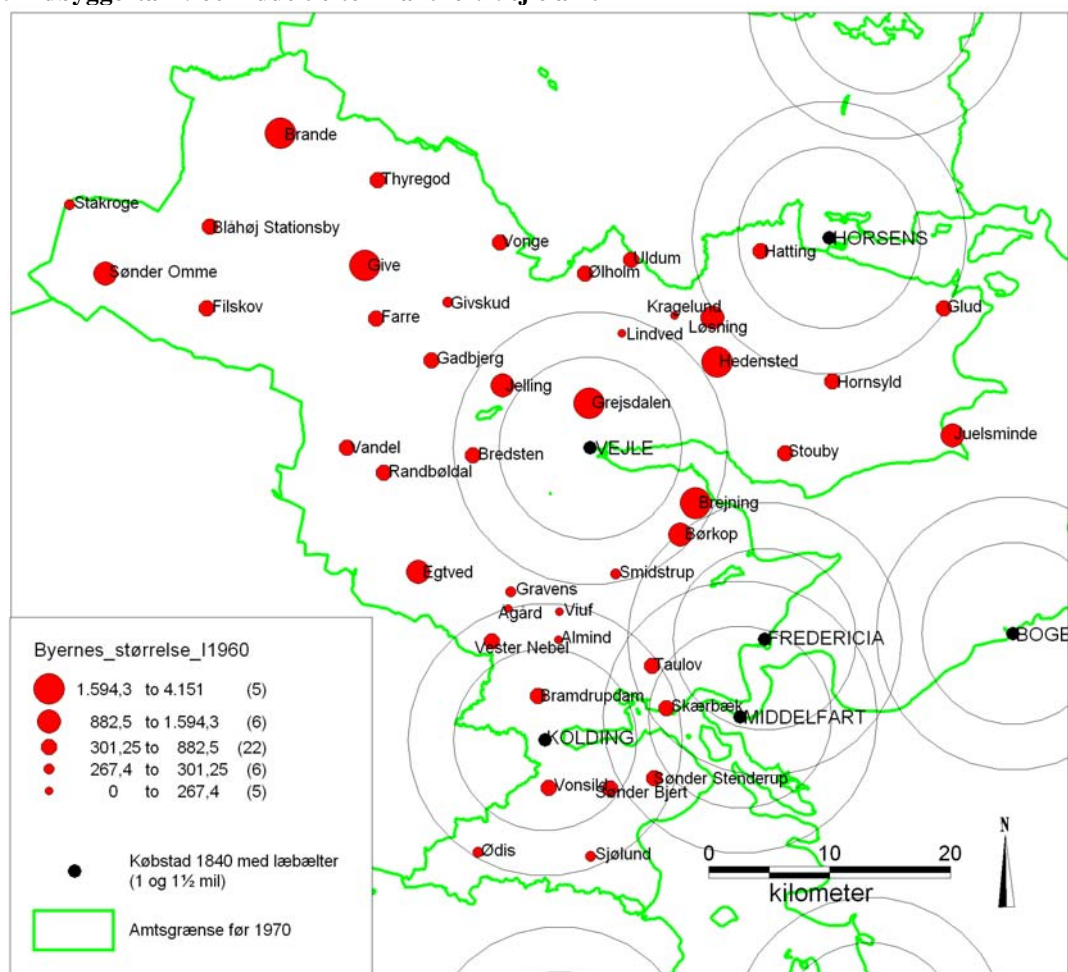 Brande
Thyregod
Stakroge
Blåhøj Stationsby
Vonge
HORSENS
Hatting
Uldum
Give
Sønder Omme
Ølholm
Givskud
Filskov
Farre
Kragelund
Glud
Løsning
Lindved
Gadbjerg
Hedensted
Jelling
Hornsyld
Grejsdalen
Juelsminde
Vandel
VEJLE
Stouby
Bredsten
Randbøldal
Brejning
Børkop
Egtved
Smidstrup
Gravens
Ågård
Viuf
Almind
FREDERICIA
BOGE
Vester Nebel
Taulov
Bramdrupdam
Skærbæk
MIDDELFART
KOLDING
Sønder Stenderup
Vonsild
Sønder Bjert
Ødis
Sjølund
Byernes_størrelse_I1960
1.594,3 to 4.151 (5)
882,5 to 1.594,3 (6)
301,25 to 882,5 (22)
267,4 to 301,25 (6)
0 to 267,4 (5)
Købstad 1840 med læbælter
(1 og 1½ mil)
Amtsgrænse før 1970
0 10 20
kilometer
N